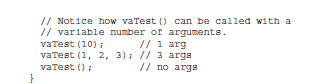 // Notice how vaTest() can be called with a
// variable number of arguments.
vaTest(10); // 1 arg
vaTest(1, 2, 3); // 3 args
vaTest(); // no args
}